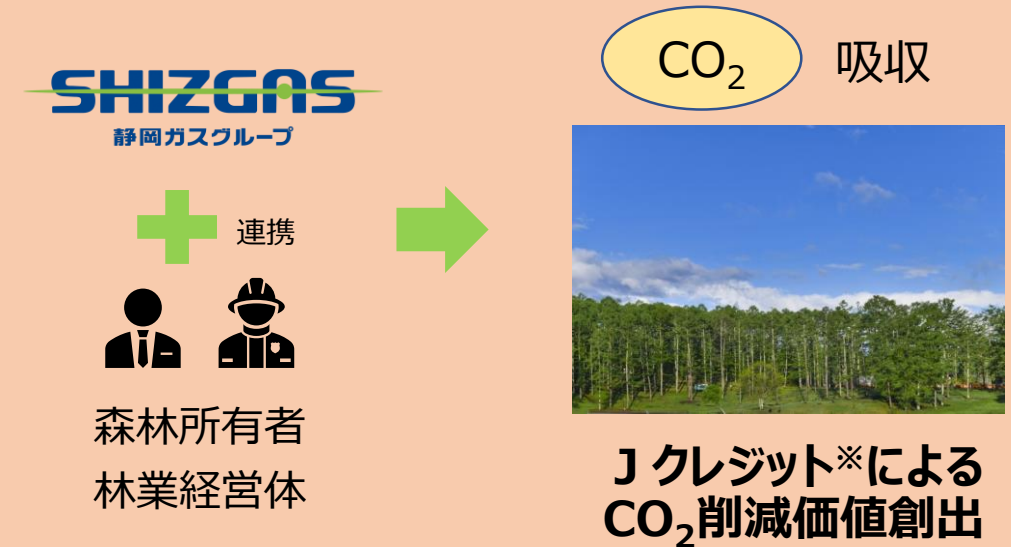 SHIZGAS
静岡ガスグループ
連携
森林所有者
林業経営体
CO₂ 吸収
Jクレジット※による
CO₂削減価値創出